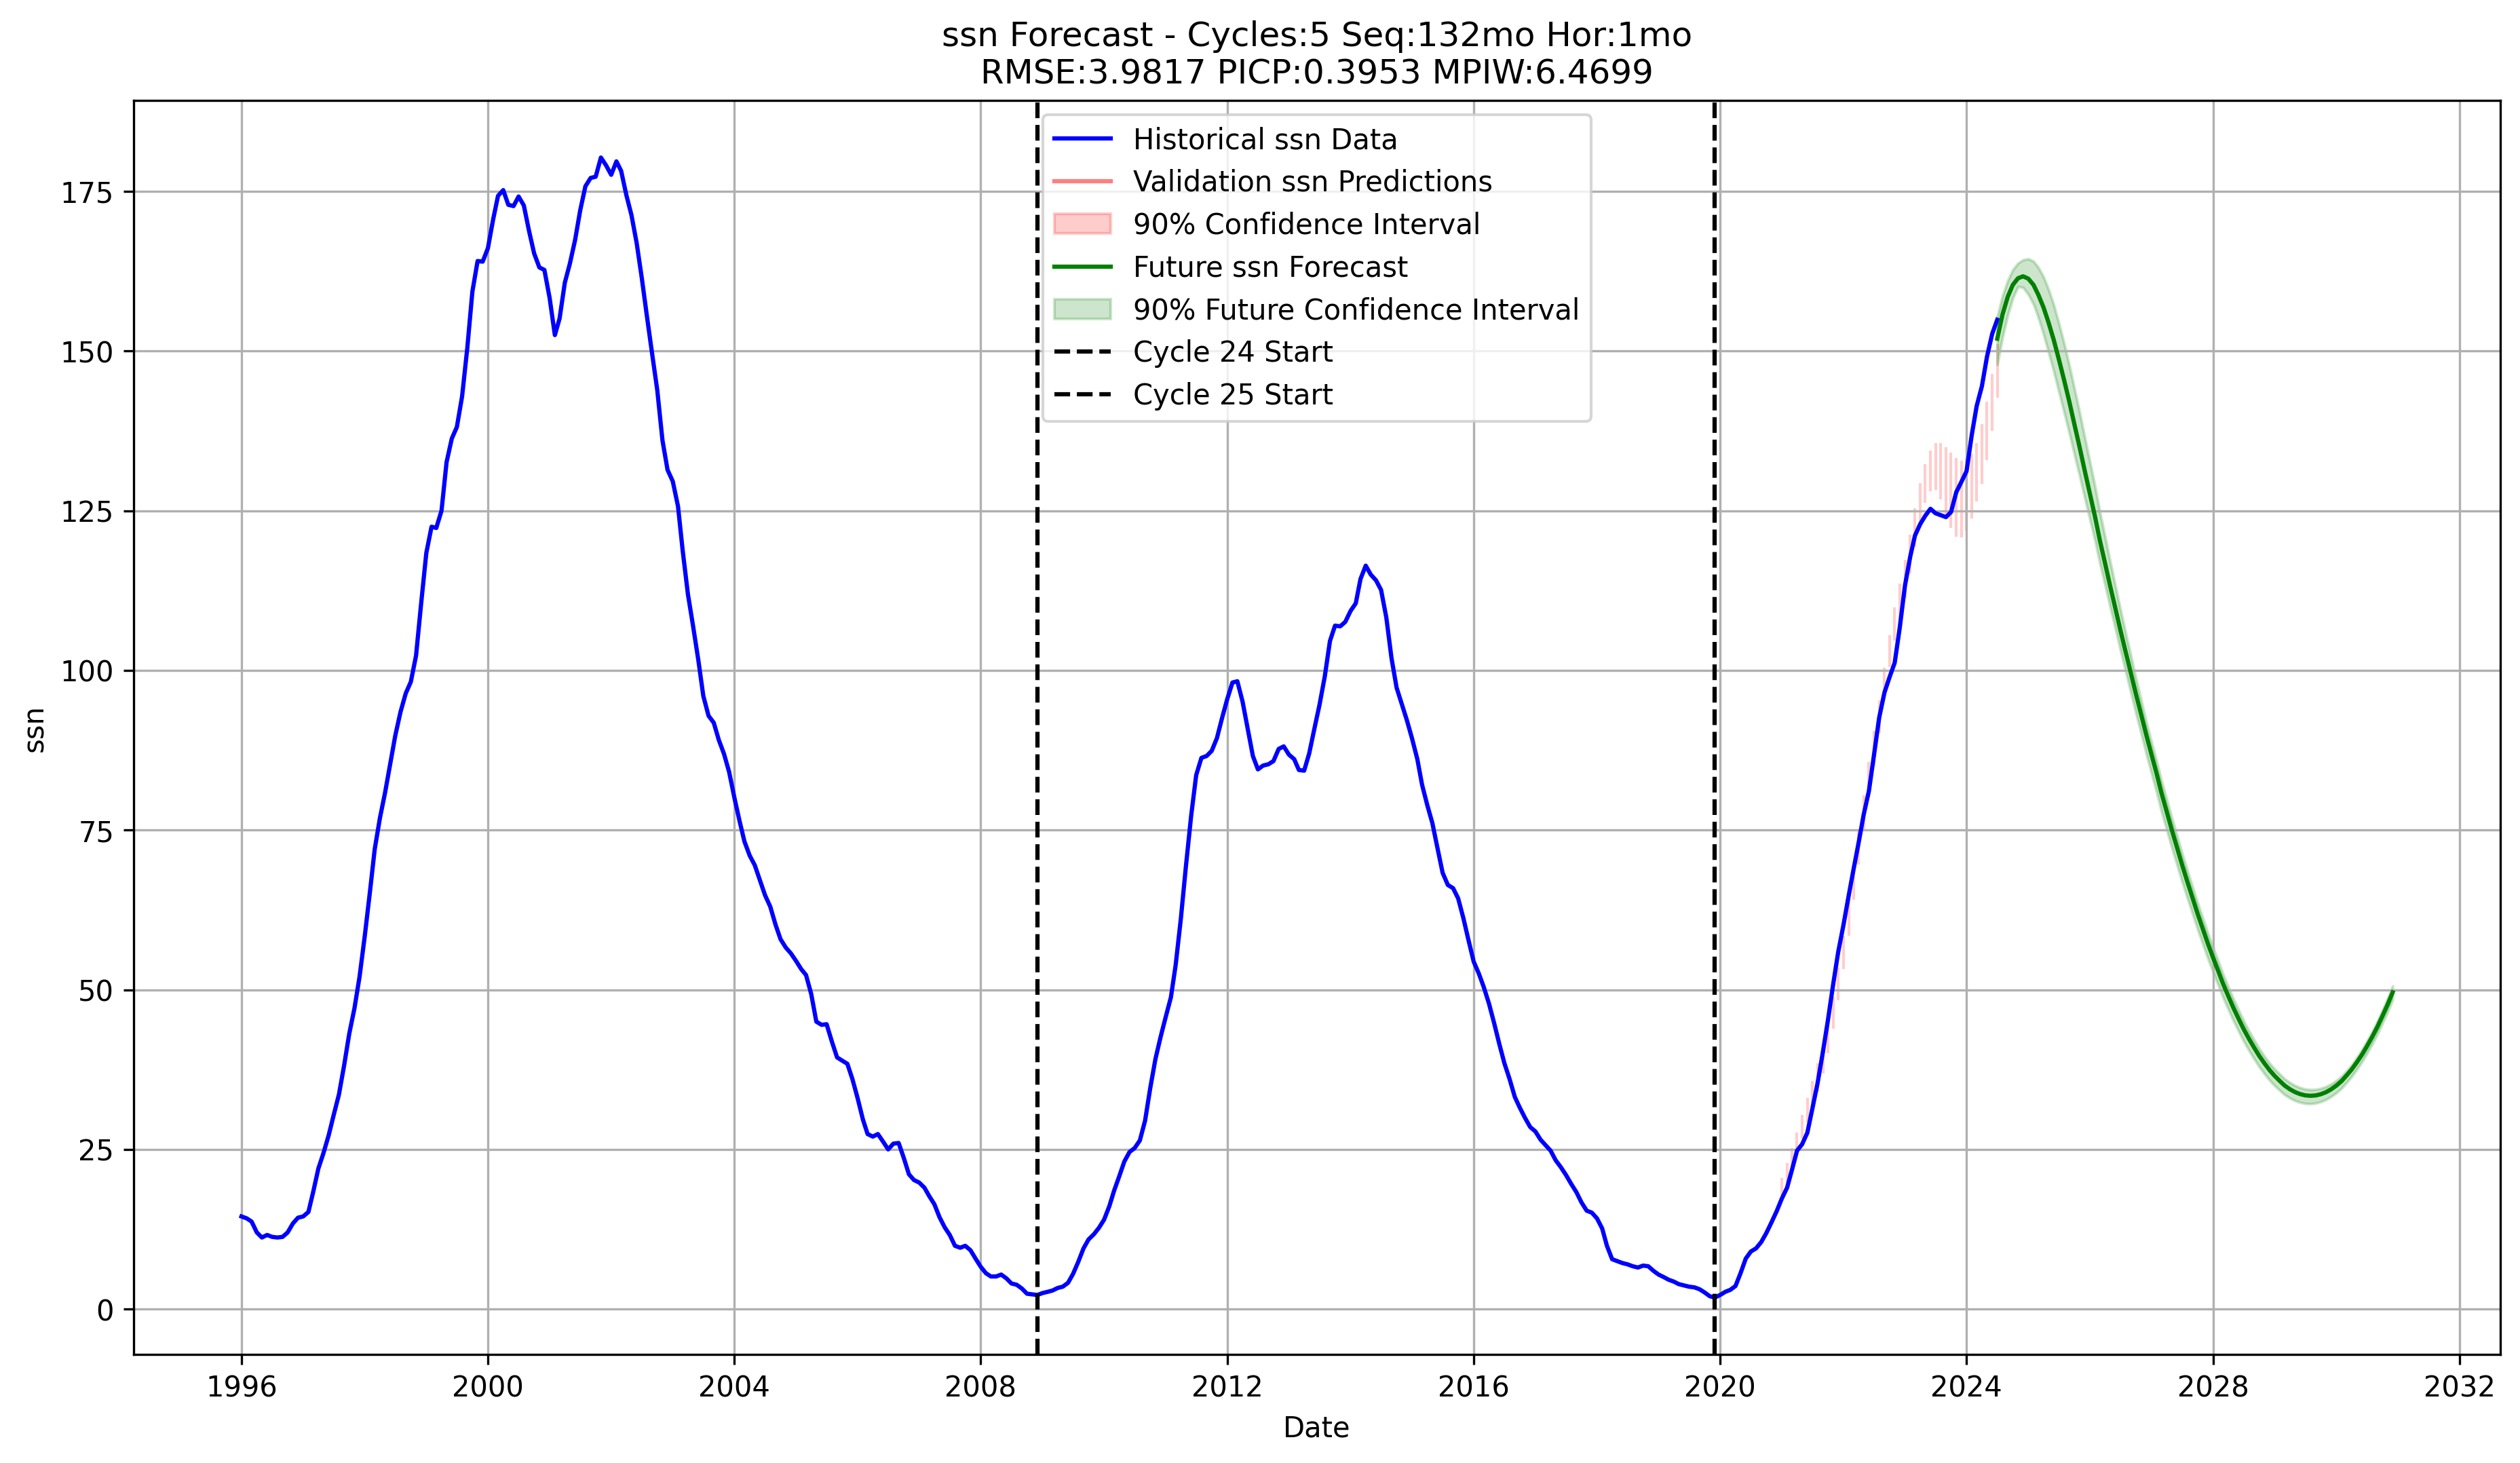 ssn Forecast - Cycles:5 Seq:132mo Hor:1mo
RMSE:3.9817 PICP:0.3953 MPIW:6.4699
Historical ssn Data
Validation ssn Predictions
90% Confidence Interval
Future ssn Forecast
90% Future Confidence Interval
Cycle 24 Start
Cycle 25 Start
175
150
125
100
75
50
25
0
ssn
1996 2000 2004 2008 2012 2016 2020 2024 2028 2032
Date